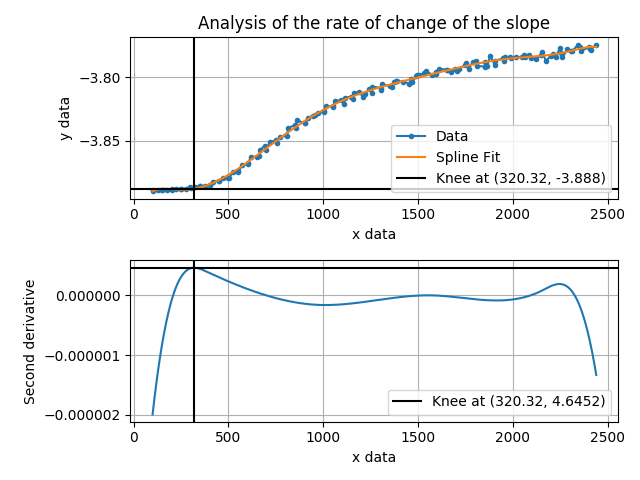 Analysis of the rate of change of the slope
−3.80
−3.85
y data
Data
Spline Fit
Knee at (320.32, -3.888)
0 500 1000 1500 2000 2500
x data
0.000000
−0.000001
−0.000002
Second derivative
Knee at (320.32, 4.6452)
0 500 1000 1500 2000 2500
x data